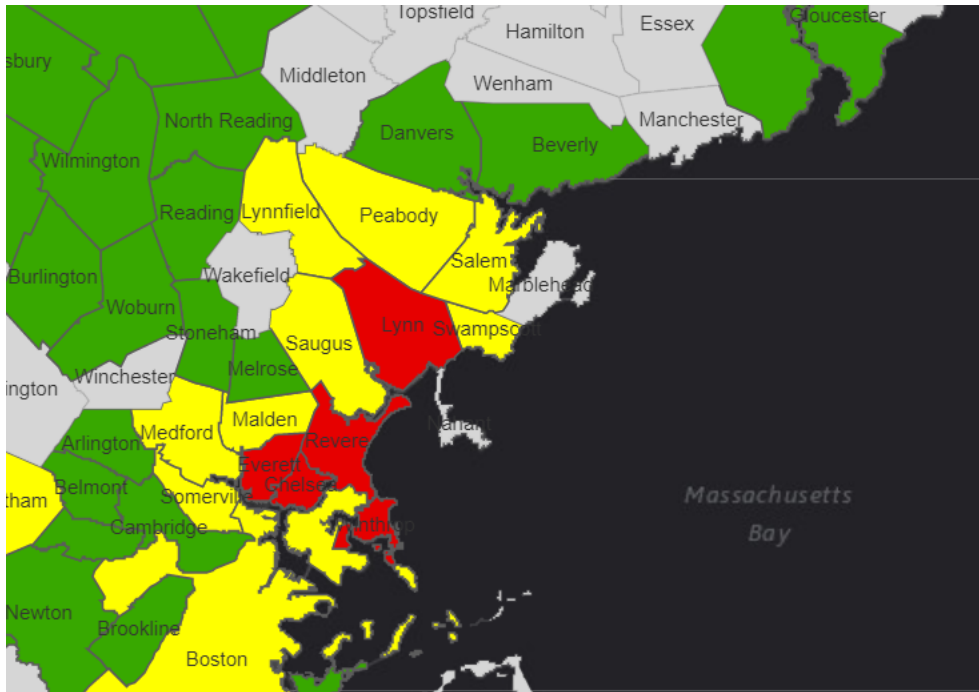 Topsfield
Essex
Gloucester
Hamilton
sbury
Middleton
Wenham
Manchester
North Reading
Danvers
Beverly
Wilmington
Reading
Lynnfield
Peabody
Salem
Burlington
Wakefield
Marblehead
Woburn
Stoneham
Lynn
Swampscott
Saugus
Melrose
Winchester
ington
Malden
Nahant
Medford
Arlington
Revere
Everett
Chelsea
Belmont
Somerville
tham
Massachusetts
Bay
Cambridge
inthrop
Newton
Brookline
Boston